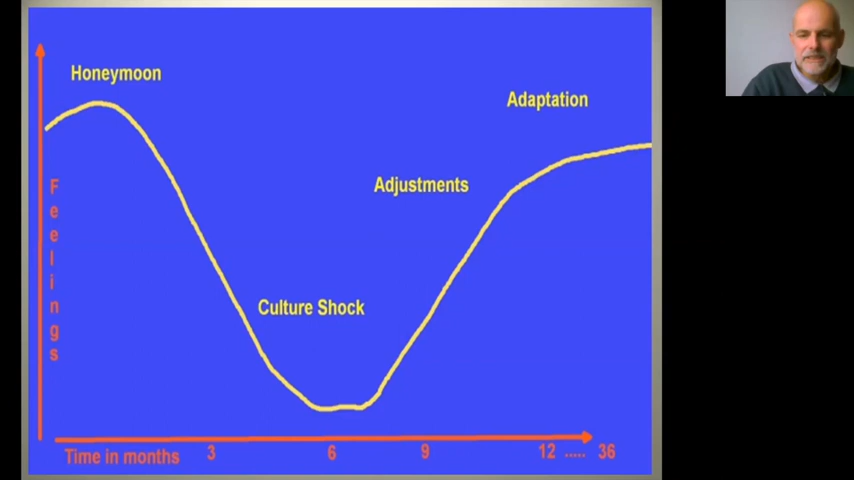 Honeymoon
Adaptation
Adjustments
Feelings
Culture Shock
Time in months 3 6 9 12 ..... 36